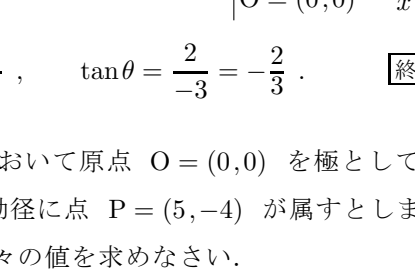 O = (0,0) x
, tanθ = 2/−3 = −2/3 . 終
おいて原点 O = (0,0) を極として
動径に点 P = (5,−4) が属すとしま
々の値を求めなさい.